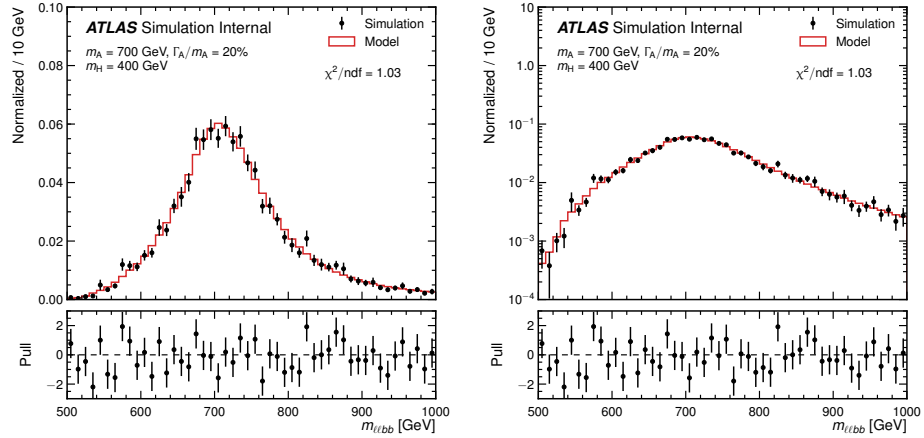 ATLAS Simulation Internal
m_A = 700 GeV, Γ_A/m_A = 20%
m_H = 400 GeV
Simulation
Model
χ²/ndf = 1.03
Normalized / 10 GeV
0.10
0.08
0.06
0.04
0.02
0.00
Pull
2
0
−2
500 600 700 800 900 1000
m_ℓℓbb [GeV]
ATLAS Simulation Internal
m_A = 700 GeV, Γ_A/m_A = 20%
m_H = 400 GeV
Simulation
Model
χ²/ndf = 1.03
Normalized / 10 GeV
10¹
10⁰
10⁻¹
10⁻²
10⁻³
10⁻⁴
Pull
2
0
−2
500 600 700 800 900 1000
m_ℓℓbb [GeV]